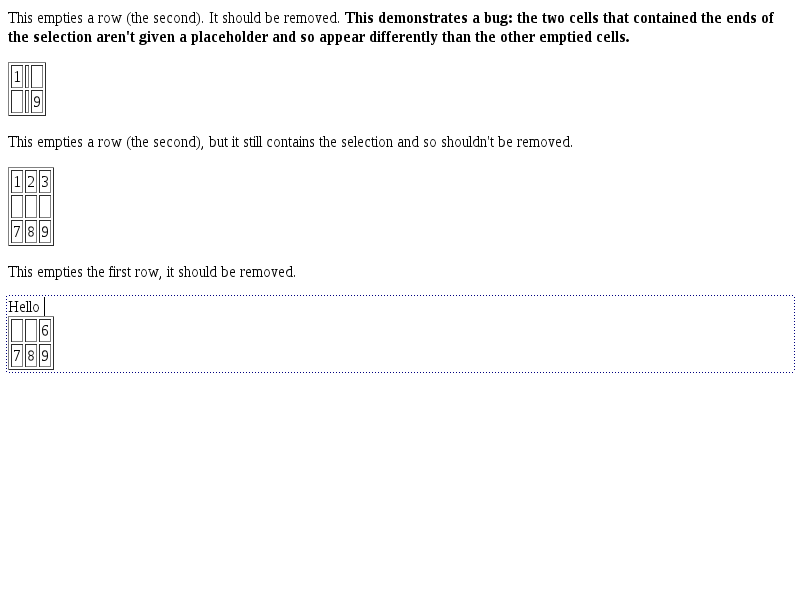 This empties a row (the second). It should be removed. This demonstrates a bug: the two cells that contained the ends of
the selection aren't given a placeholder and so appear differently than the other emptied cells.
1
9
This empties a row (the second), but it still contains the selection and so shouldn't be removed.
1 2 3
7 8 9
This empties the first row, it should be removed.
Hello
6
7 8 9